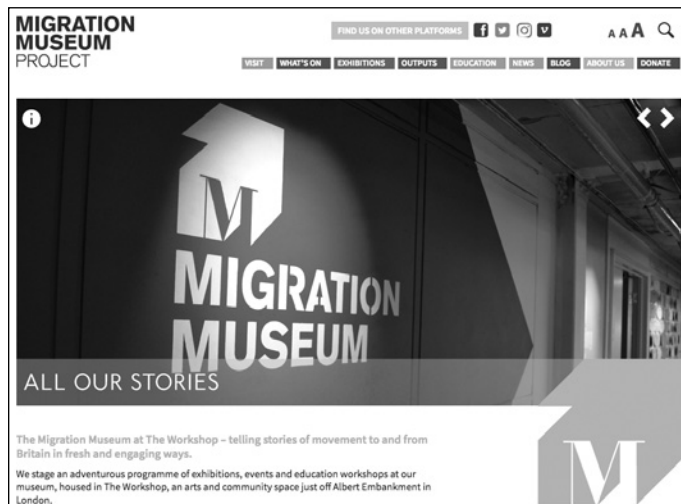 MIGRATION
MUSEUM
PROJECT
FIND US ON OTHER PLATFORMS
A A A
VISIT WHAT'S ON EXHIBITIONS OUTPUTS EDUCATION NEWS BLOG ABOUT US DONATE
M
MIGRATION
MUSEUM
ALL OUR STORIES
The Migration Museum at The Workshop – telling stories of movement to and from
Britain in fresh and engaging ways.
We stage an adventurous programme of exhibitions, events and education workshops at our
museum, housed in The Workshop, an arts and community space just off Albert Embankment in
London.
M